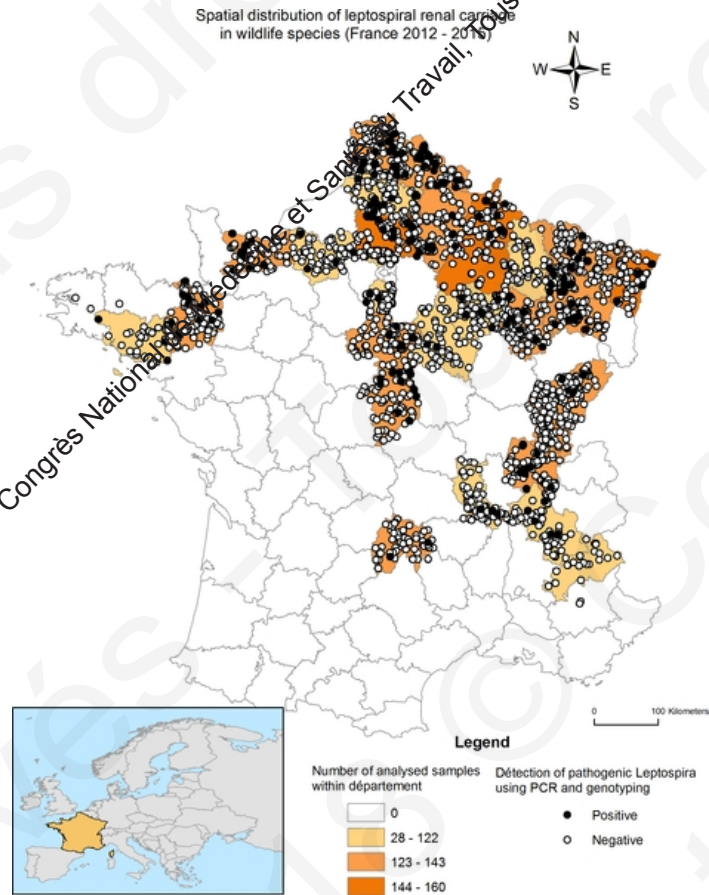 Spatial distribution of leptospiral renal carriage
in wildlife species (France 2012 - 201
N
W E
S
Congrès National de Médecine et Santé au Travail, Tous
0 100 Kilometers
Legend
Number of analysed samples
within département
0
28 - 122
123 - 143
144 - 160
Détection of pathogenic Leptospira
using PCR and genotyping
Positive
Negative